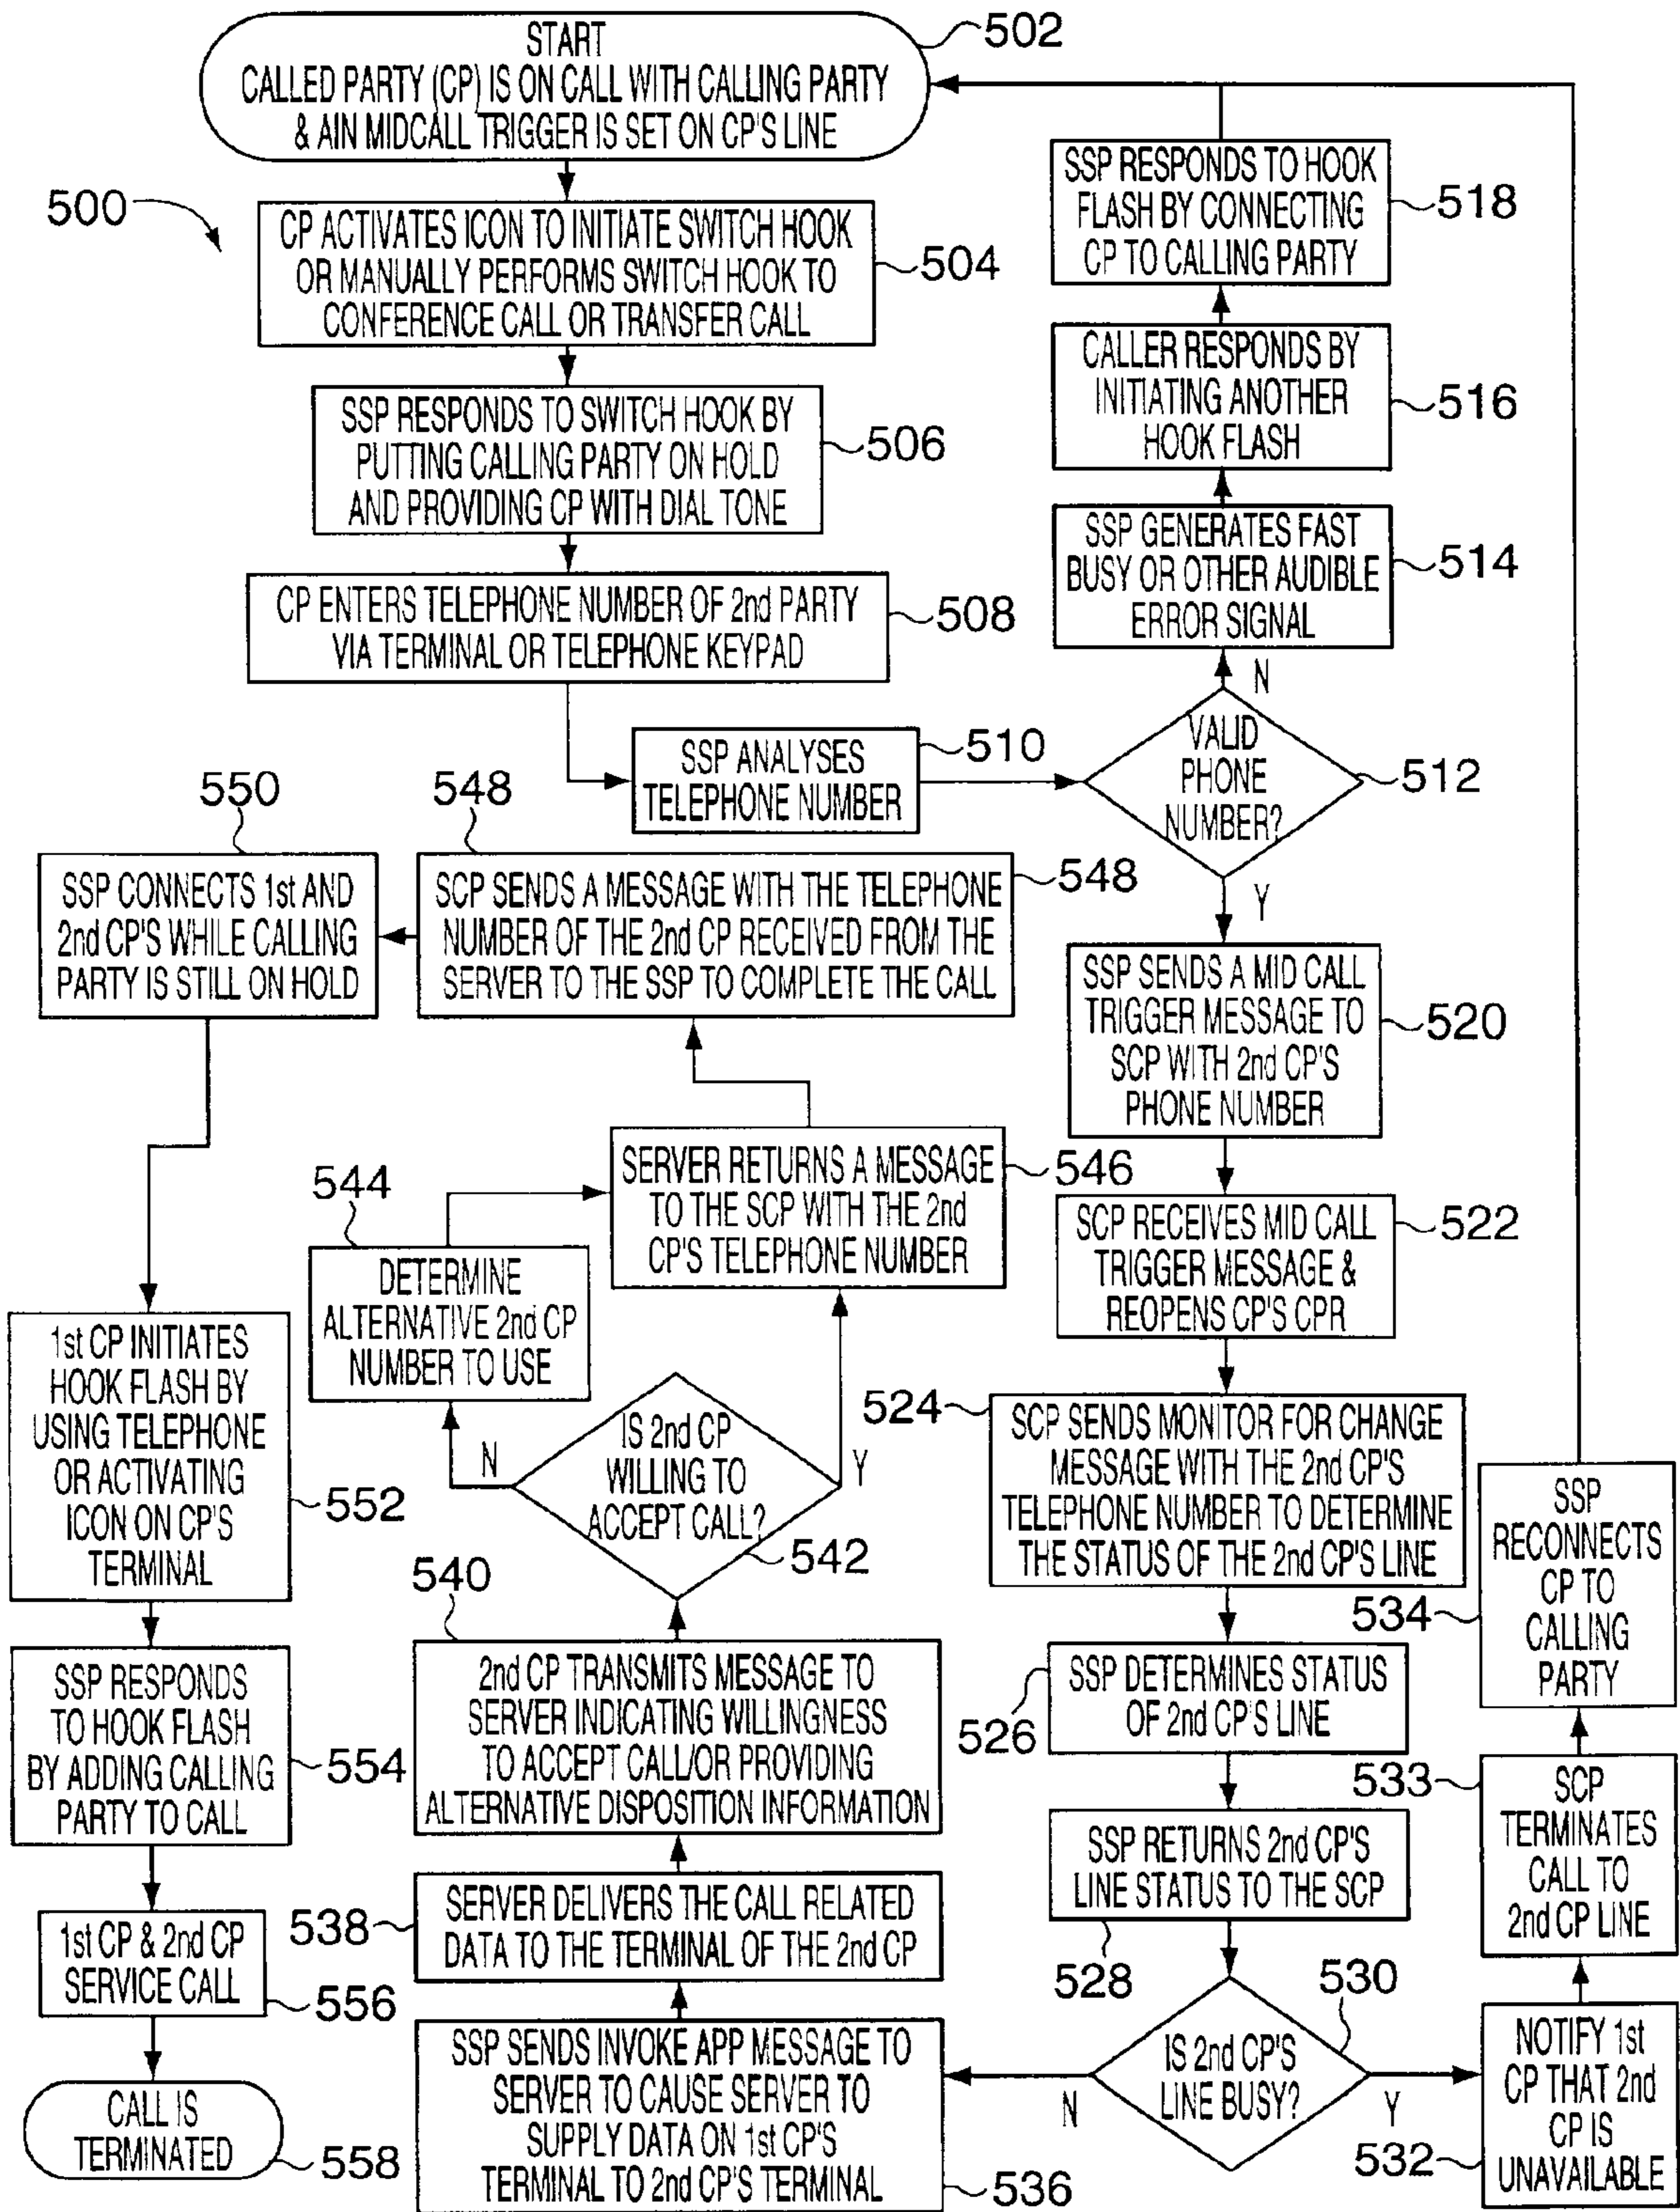 START
CALLED PARTY (CP) IS ON CALL WITH CALLING PARTY
& AIN MIDCALL TRIGGER IS SET ON CP'S LINE
502
500
CP ACTIVATES ICON TO INITIATE SWITCH HOOK
OR MANUALLY PERFORMS SWITCH HOOK TO
CONFERENCE CALL OR TRANSFER CALL
504
SSP RESPONDS TO SWITCH HOOK BY
PUTTING CALLING PARTY ON HOLD
AND PROVIDING CP WITH DIAL TONE
506
CP ENTERS TELEPHONE NUMBER OF 2nd PARTY
VIA TERMINAL OR TELEPHONE KEYPAD
508
SSP ANALYSES
TELEPHONE NUMBER
510
VALID
PHONE
NUMBER?
512
N
Y
SSP GENERATES FAST
BUSY OR OTHER AUDIBLE
ERROR SIGNAL
514
CALLER RESPONDS BY
INITIATING ANOTHER
HOOK FLASH
516
SSP RESPONDS TO HOOK
FLASH BY CONNECTING
CP TO CALLING PARTY
518
SSP SENDS A MID CALL
TRIGGER MESSAGE TO
SCP WITH 2nd CP'S
PHONE NUMBER
520
SCP RECEIVES MID CALL
TRIGGER MESSAGE &
REOPENS CP'S CPR
522
524
SCP SENDS MONITOR FOR CHANGE
MESSAGE WITH THE 2nd CP'S
TELEPHONE NUMBER TO DETERMINE
THE STATUS OF THE 2nd CP'S LINE
SSP DETERMINES STATUS
OF 2nd CP'S LINE
526
SSP RETURNS 2nd CP'S
LINE STATUS TO THE SCP
528
IS 2nd CP'S
LINE BUSY?
530
N
Y
NOTIFY 1st
CP THAT 2nd
CP IS
UNAVAILABLE
532
533
SCP
TERMINATES
CALL TO
2nd CP LINE
534
SSP
RECONNECTS
CP TO
CALLING
PARTY
SSP SENDS INVOKE APP MESSAGE TO
SERVER TO CAUSE SERVER TO
SUPPLY DATA ON 1st CP'S
TERMINAL TO 2nd CP'S TERMINAL
536
538
SERVER DELIVERS THE CALL RELATED
DATA TO THE TERMINAL OF THE 2nd CP
540
2nd CP TRANSMITS MESSAGE TO
SERVER INDICATING WILLINGNESS
TO ACCEPT CALL/OR PROVIDING
ALTERNATIVE DISPOSITION INFORMATION
IS 2nd CP
WILLING TO
ACCEPT CALL?
542
N
Y
544
DETERMINE
ALTERNATIVE 2nd CP
NUMBER TO USE
SERVER RETURNS A MESSAGE
TO THE SCP WITH THE 2nd
CP'S TELEPHONE NUMBER
546
548
SCP SENDS A MESSAGE WITH THE TELEPHONE
NUMBER OF THE 2nd CP RECEIVED FROM THE
SERVER TO THE SSP TO COMPLETE THE CALL
548
550
SSP CONNECTS 1st AND
2nd CP'S WHILE CALLING
PARTY IS STILL ON HOLD
1st CP INITIATES
HOOK FLASH BY
USING TELEPHONE
OR ACTIVATING
ICON ON CP'S
TERMINAL
552
SSP RESPONDS
TO HOOK FLASH
BY ADDING CALLING
PARTY TO CALL
554
1st CP & 2nd CP
SERVICE CALL
556
CALL IS
TERMINATED
558